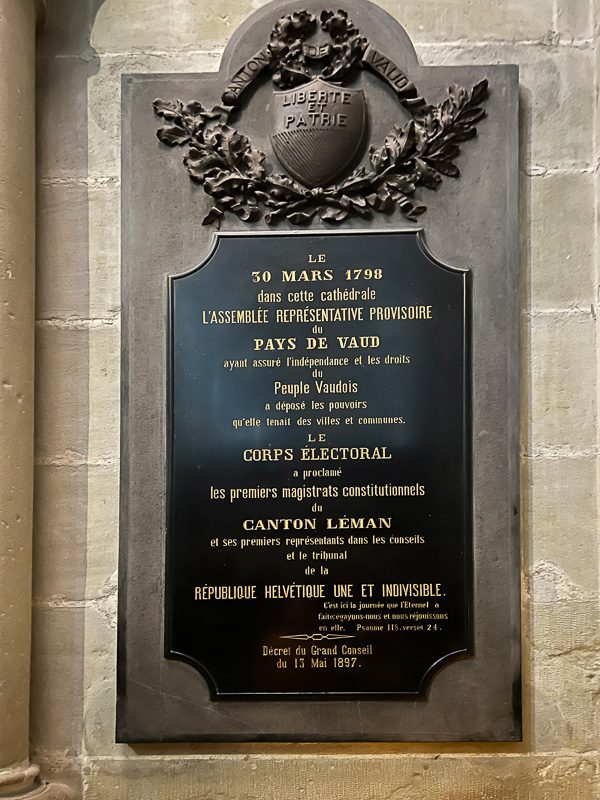 CANTON DE VAUD
LIBERTE
ET
PATRIE
LE
30 MARS 1798
dans cette cathédrale
L'ASSEMBLÉE REPRÉSENTATIVE PROVISOIRE
du
PAYS DE VAUD
ayant assuré l'indépendance et les droits
du
Peuple Vaudois
a déposé les pouvoirs
qu'elle tenait des villes et communes.
LE
CORPS ÉLECTORAL
a proclamé
les premiers magistrats constitutionnels
du
CANTON LÉMAN
et ses premiers représentants dans les conseils
et le tribunal
de la
RÉPUBLIQUE HELVÉTIQUE UNE ET INDIVISIBLE.
C'est ici la journée que l'Eternel a
faite:égayons-nous et nous réjouissons
en elle. Psaume 118. verset 24.
Décret du Grand Conseil
du 13 Mai 1897.